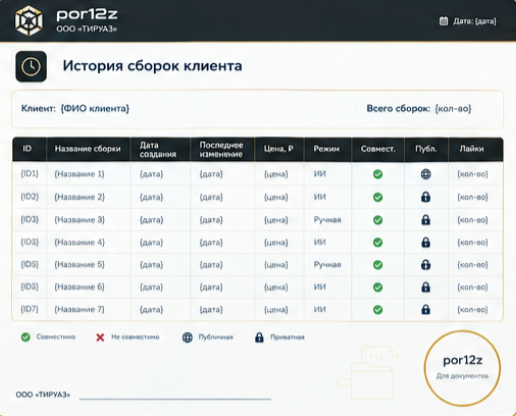 por12z
ООО «ТИРУАЗ»
Дата: {дата}
История сборок клиента
Клиент: {ФИО клиента}
Всего сборок: {кол-во}
ID Название сборки Дата создания Последнее изменение Цена, ₽ Режим Совмест. Публ. Лайки
{ID1} {Название 1} {дата} {дата} {цена} ИИ {кол-во}
{ID2} {Название 2} {дата} {дата} {цена} ИИ {кол-во}
{ID3} {Название 3} {дата} {дата} {цена} Ручная {кол-во}
{Название 4} {дата} {дата} {цена} ИИ {кол-во}
{Название 5} {дата} {дата} {цена} Ручная {кол-во}
{Название 6} {дата} {дата} {цена} ИИ {кол-во}
{ID7} {Название 7} {дата} {дата} {цена} ИИ {кол-во}
Совместимо Не совместимо Публичная Приватная
por12z
Для документов
ООО «ТИРУАЗ»